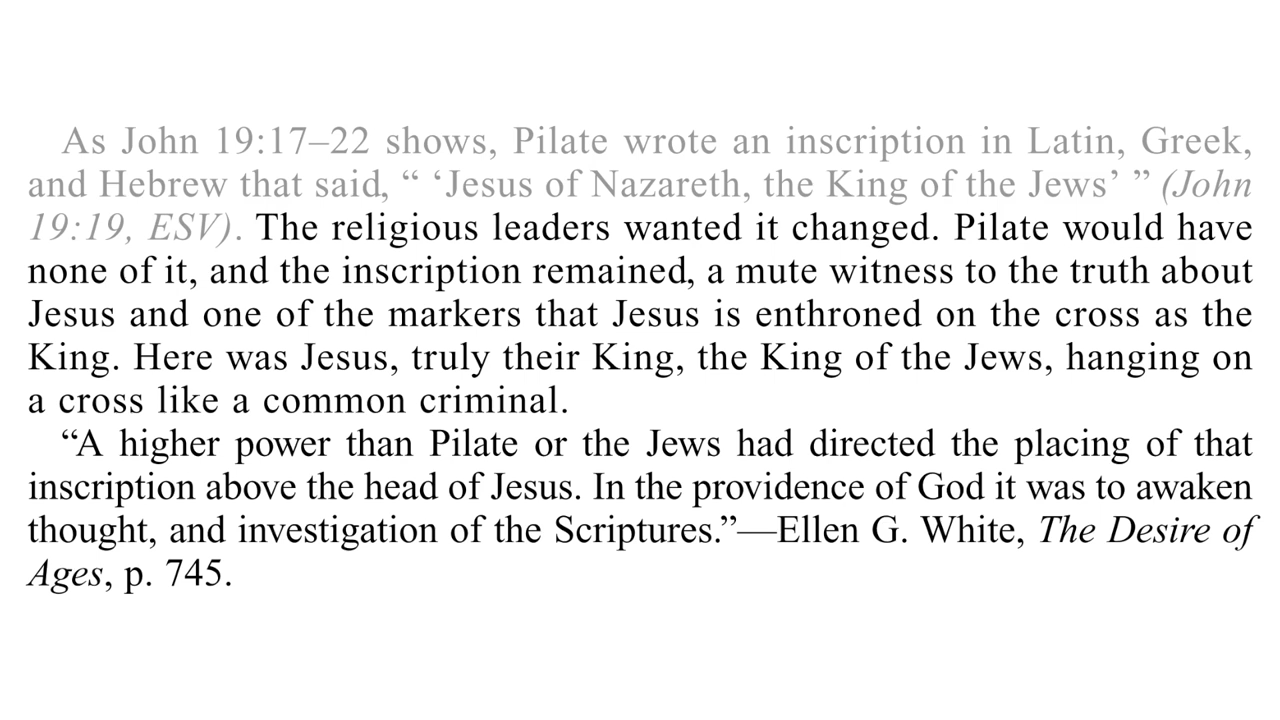 As John 19:17–22 shows, Pilate wrote an inscription in Latin, Greek,
and Hebrew that said, “ ‘Jesus of Nazareth, the King of the Jews’ ” (John
19:19, ESV). The religious leaders wanted it changed. Pilate would have
none of it, and the inscription remained, a mute witness to the truth about
Jesus and one of the markers that Jesus is enthroned on the cross as the
King. Here was Jesus, truly their King, the King of the Jews, hanging on
a cross like a common criminal.
“A higher power than Pilate or the Jews had directed the placing of that
inscription above the head of Jesus. In the providence of God it was to awaken
thought, and investigation of the Scriptures.”—Ellen G. White, The Desire of
Ages, p. 745.